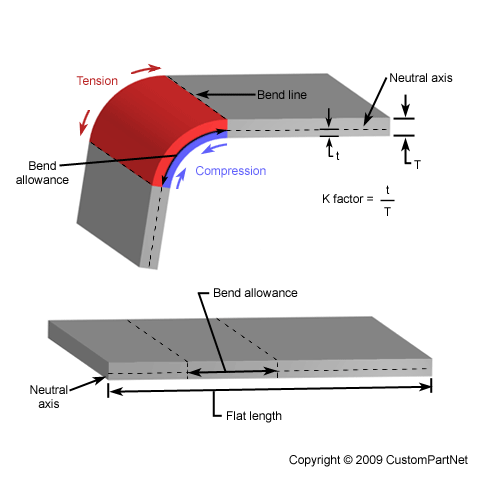 Tension
Neutral axis
Bend line
Bend
allowance
Compression
t
T
K factor = t
T
Bend allowance
Neutral
axis
Flat length
Copyright © 2009 CustomPartNet